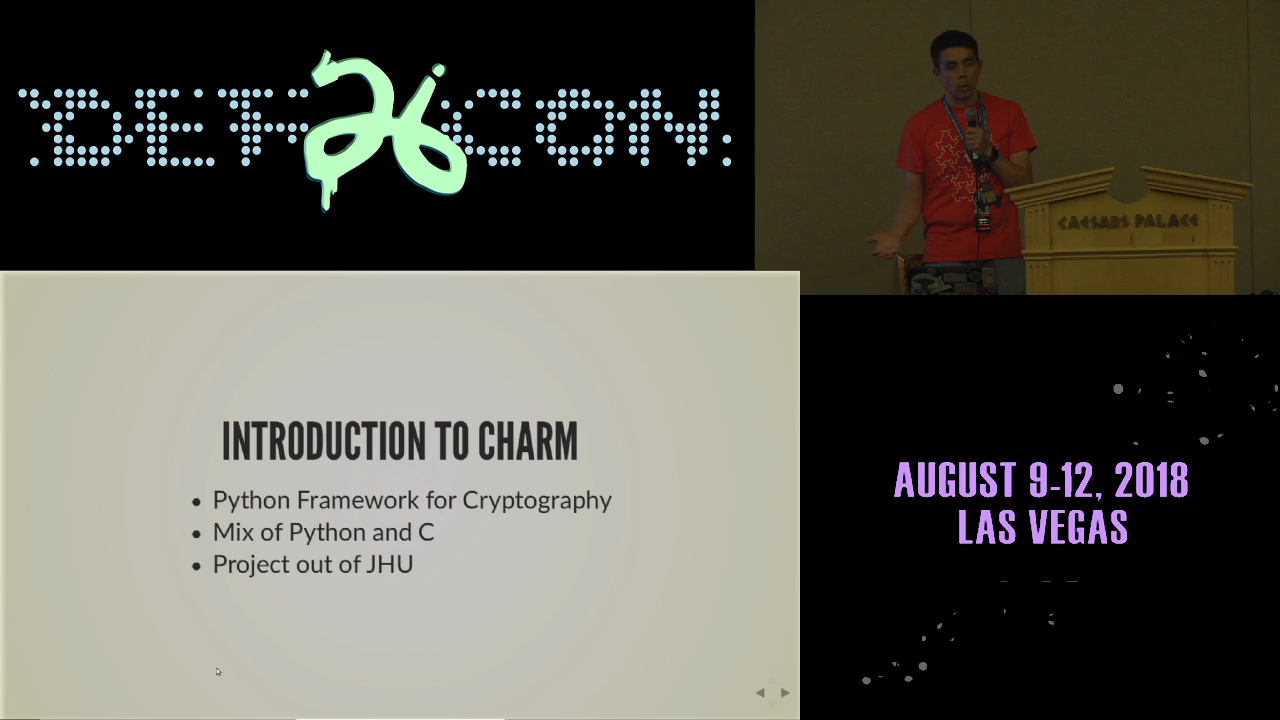 DEF 26 CON
CAESARS PALACE
INTRODUCTION TO CHARM
• Python Framework for Cryptography
• Mix of Python and C
• Project out of JHU
AUGUST 9-12, 2018
LAS VEGAS